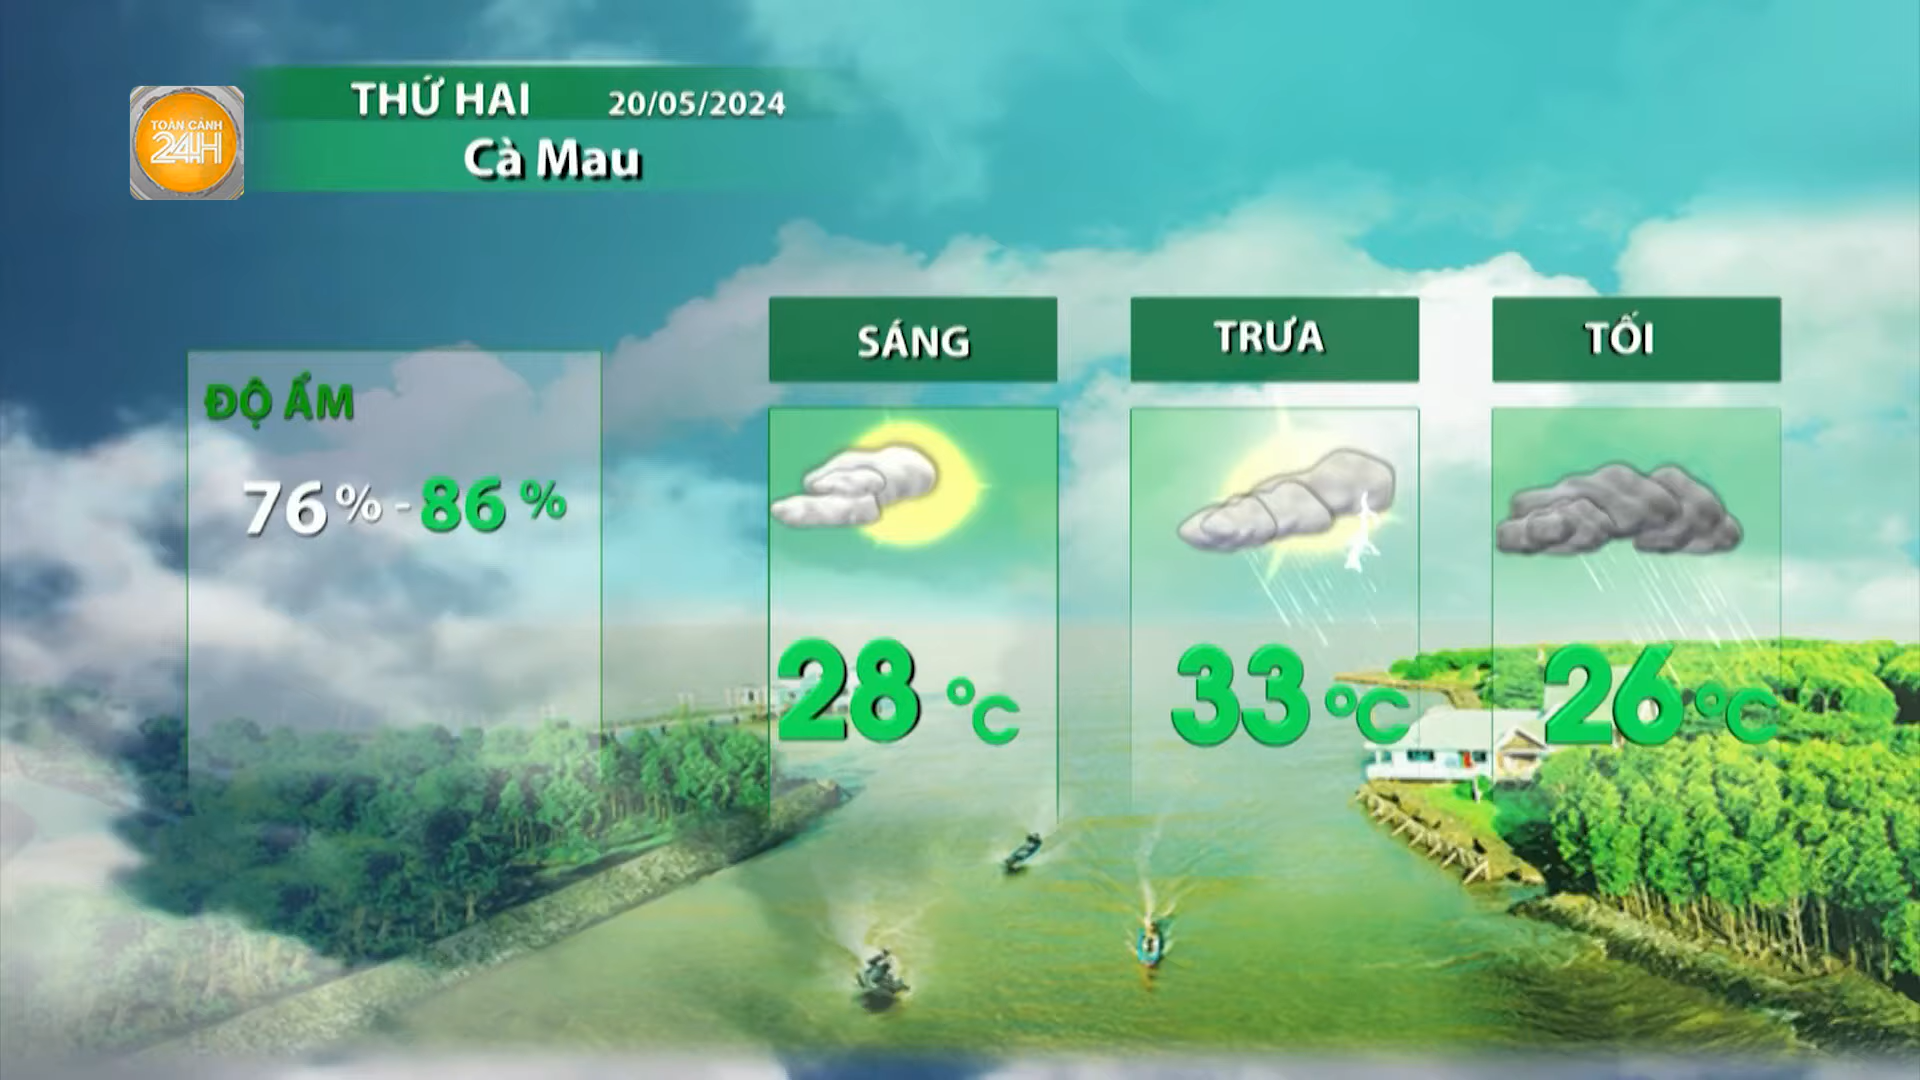 TOÀN CẢNH
24H
THỨ HAI 20/05/2024
Cà Mau
ĐỘ ẨM
76% - 86%
SÁNG
TRƯA
TỐI
28 °C
33 °C
26 °C